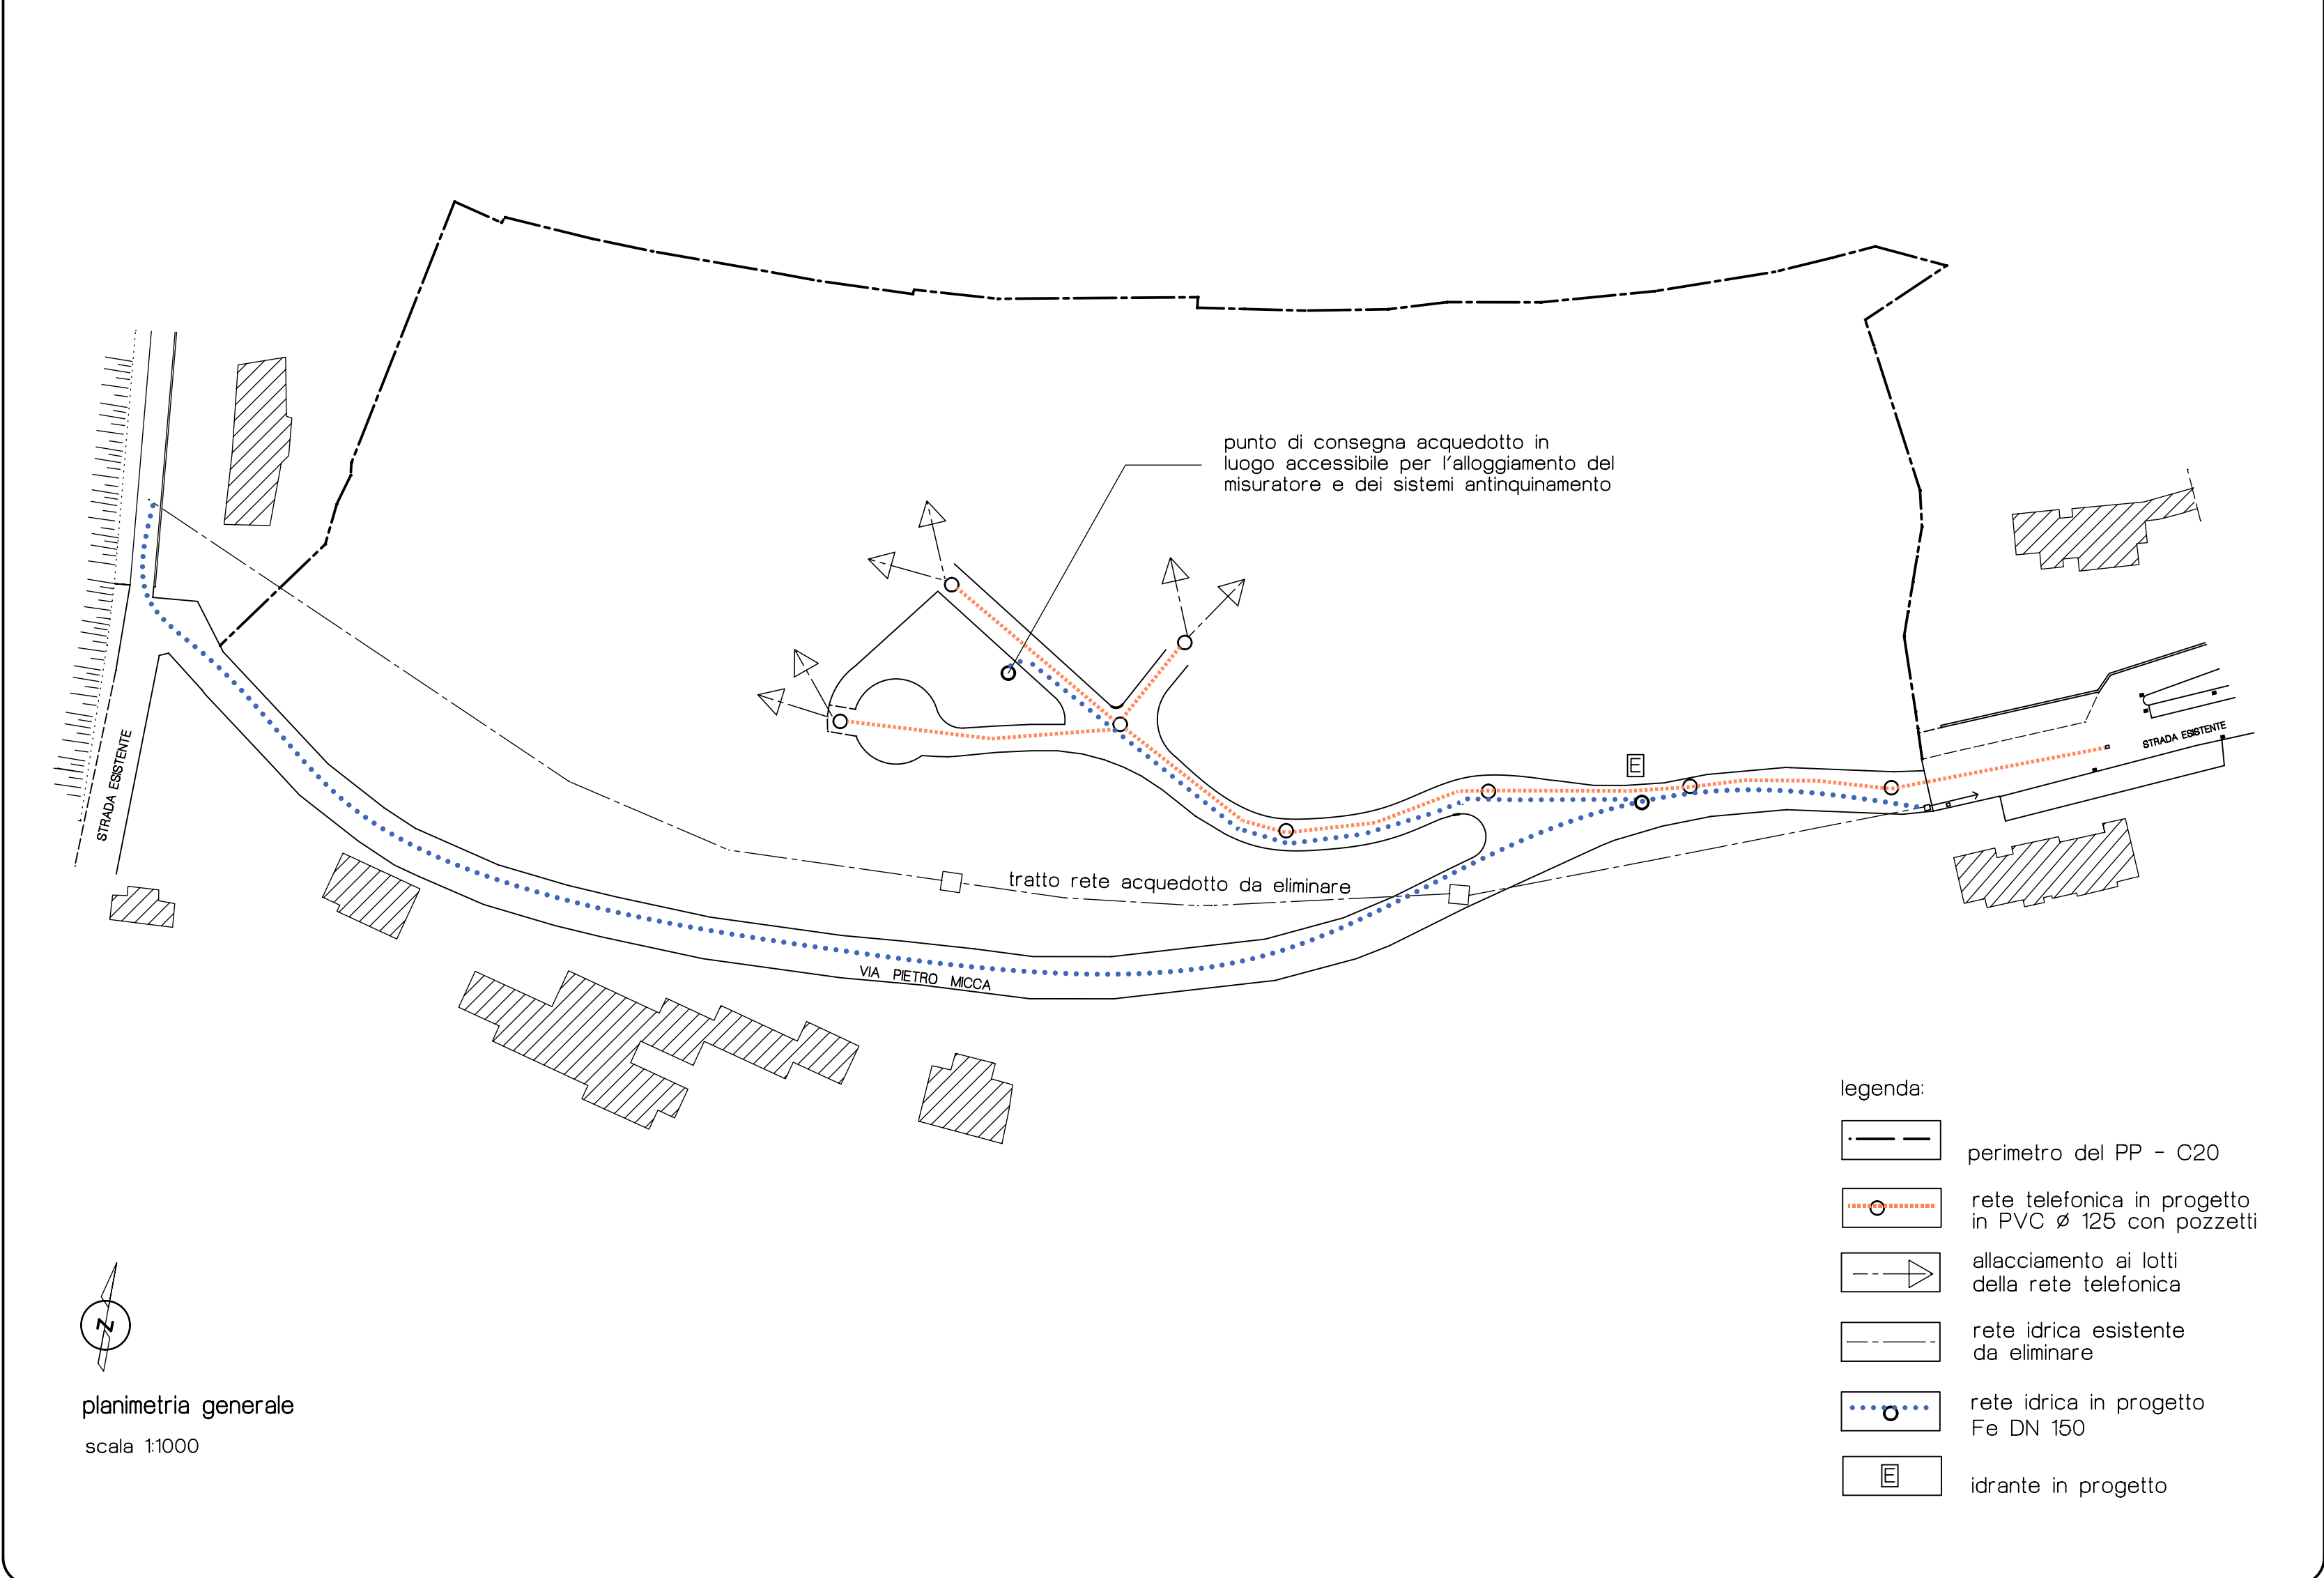 punto di consegna acquedotto in
luogo accessibile per l'alloggiamento del
misuratore e dei sistemi antinquinamento
STRADA ESISTENTE
STRADA ESISTENTE
E
tratto rete acquedotto da eliminare
VIA PIETRO MICCA
legenda:
perimetro del PP - C20
rete telefonica in progetto
in PVC Ø 125 con pozzetti
allacciamento ai lotti
della rete telefonica
rete idrica esistente
da eliminare
rete idrica in progetto
Fe DN 150
E
idrante in progetto
N
planimetria generale
scala 1:1000